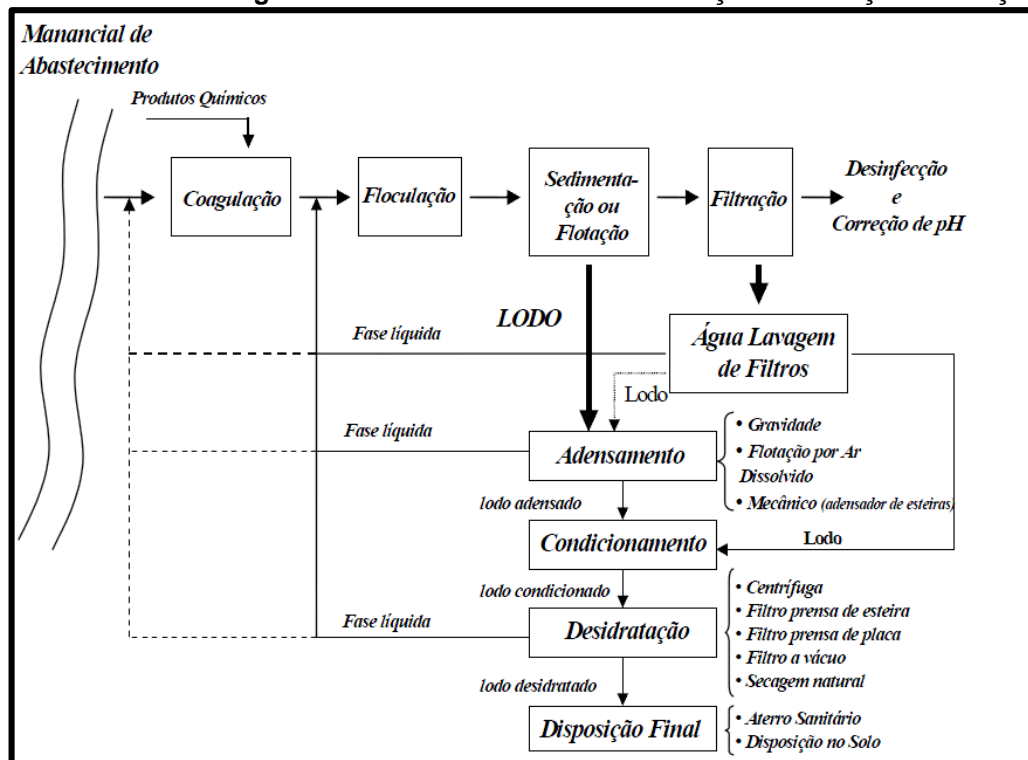 Manancial de
Abastecimento
Produtos Químicos
Coagulação
Floculação
Sedimenta-
ção ou
Flotação
Filtração
Desinfecção
e
Correção de pH
LODO
Fase líquida
Água Lavagem
de Filtros
Lodo
Fase líquida
Adensamento
• Gravidade
• Flotação por Ar
Dissolvido
• Mecânico (adensador de esteiras)
lodo adensado
Condicionamento
Lodo
lodo condicionado
Fase líquida
Desidratação
• Centrífuga
• Filtro prensa de esteira
• Filtro prensa de placa
• Filtro a vácuo
• Secagem natural
lodo desidratado
Disposição Final
• Aterro Sanitário
• Disposição no Solo